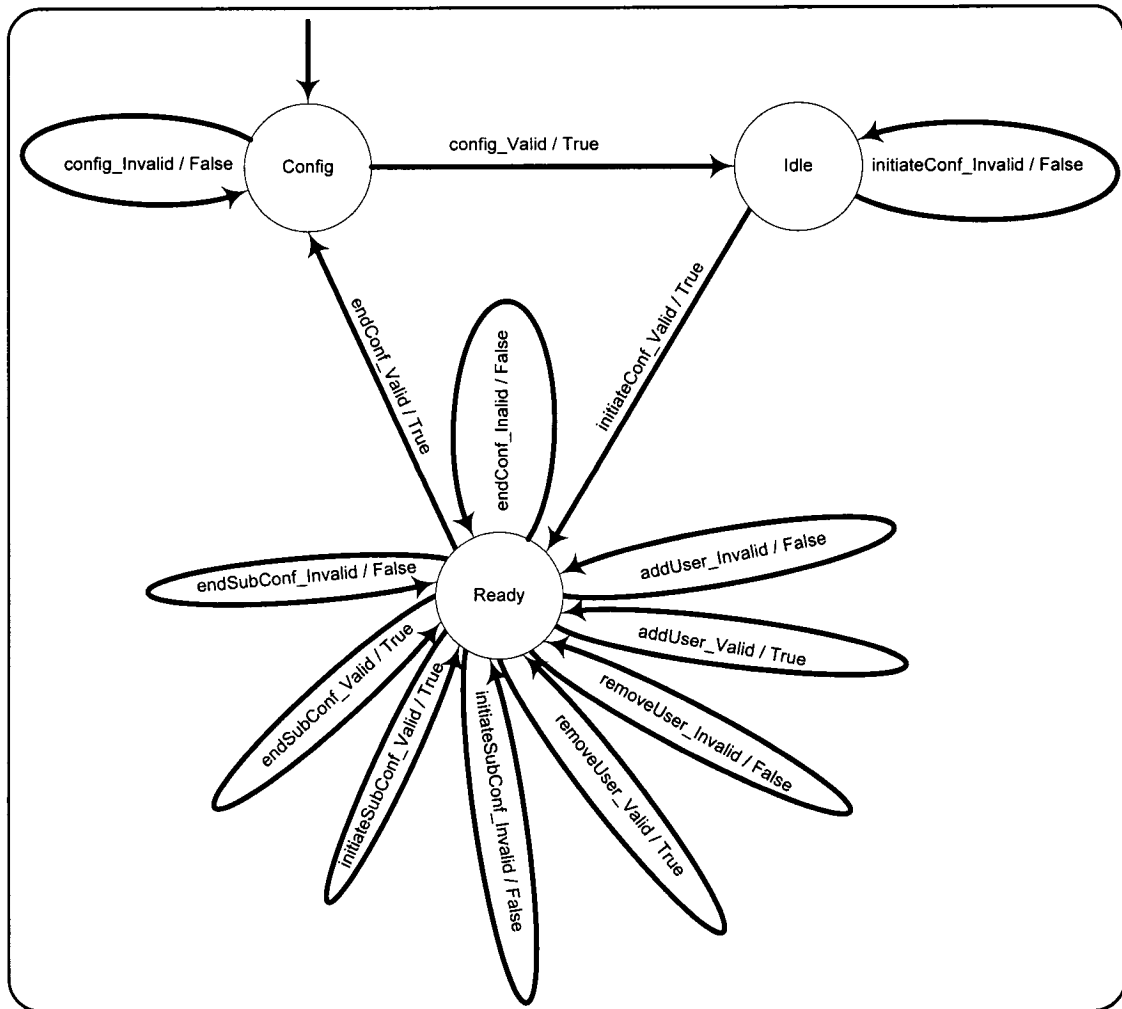 config_Valid / True
config_Invalid / False
Config
Idle
initiateConf_Invalid / False
endConf_Valid / True
endConf_Inalid / False
initiateConf_Valid / True
addUser_Invalid / False
endSubConf_Invalid / False
Ready
addUser_Valid / True
endSubConf_Valid / True
initiateSubConf_Valid / True
initiateSubConf_Invalid / False
removeUser_Valid / True
removeUser_Invalid / False